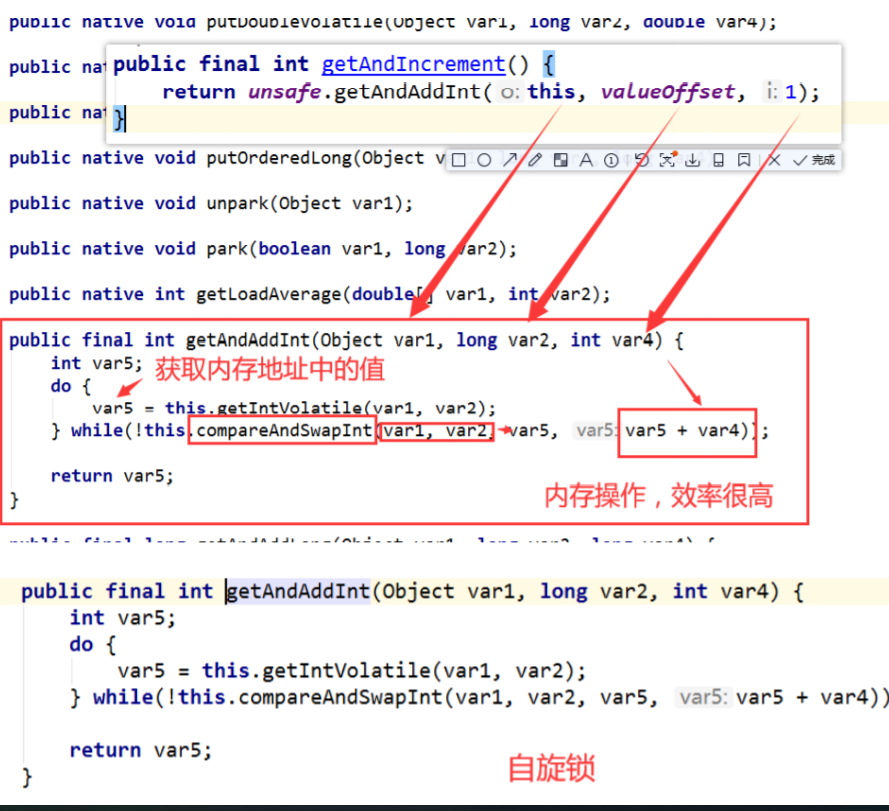 public native void putDoubleVolatile(Object var1, long var2, double var4);
public nat
public final int getAndIncrement() {
return unsafe.getAndAddInt( o: this, valueOffset, i: 1);
}
public nat
public native void putOrderedLong(Object v
完成
public native void unpark(Object var1);
public native void park(boolean var1, long var2);
public native int getLoadAverage(double[] var1, int var2);
public final int getAndAddInt(Object var1, long var2, int var4) {
int var5;
获取内存地址中的值
do {
var5 = this.getIntVolatile(var1, var2);
} while(!this.compareAndSwapInt(var1, var2, var5, var5: var5 + var4));
return var5;
内存操作，效率很高
}
public final long getAndAddLong(Object var1, long var2, long var4) {
public final int getAndAddInt(Object var1, long var2, int var4) {
int var5;
do {
var5 = this.getIntVolatile(var1, var2);
} while(!this.compareAndSwapInt(var1, var2, var5, var5: var5 + var4))
return var5;
自旋锁
}